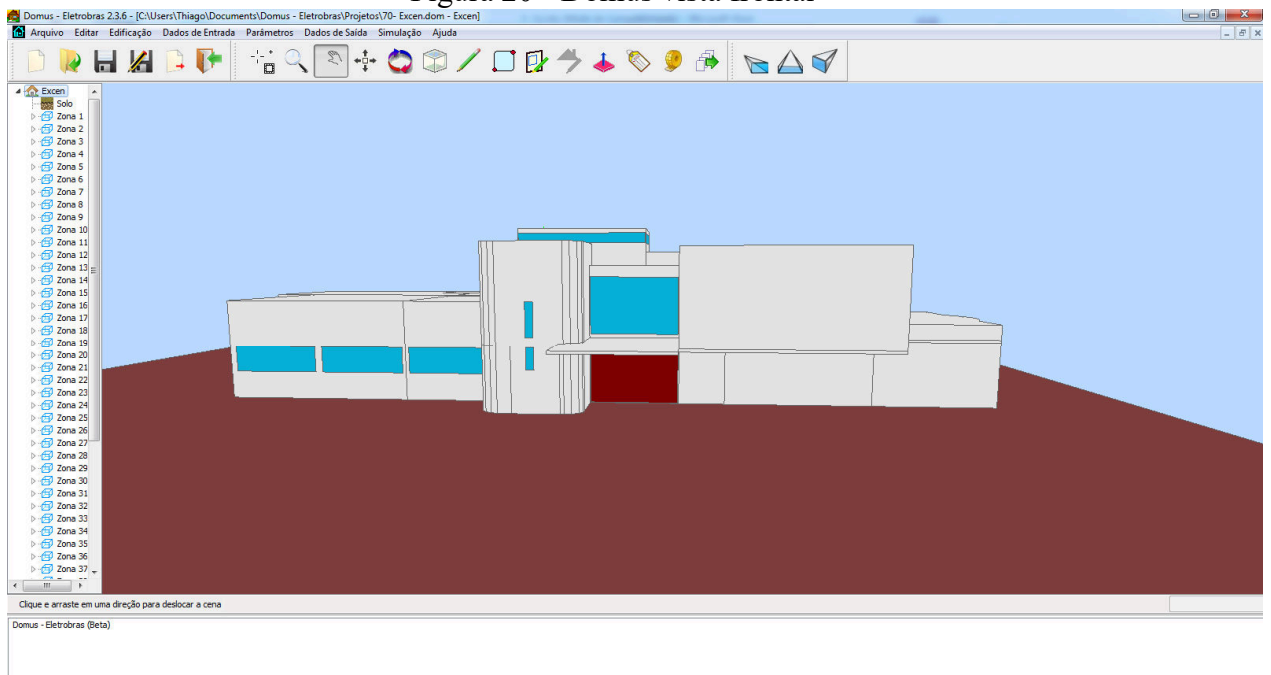 Domus - Eletrobras 2.3.6 - [C:\Users\Thiago\Documents\Domus - Eletrobras\Projetos\70- Excen.dom - Excen]
Arquivo Editar Edificação Dados de Entrada Parâmetros Dados de Saída Simulação Ajuda
Excen
Solo
Zona 1
Zona 2
Zona 3
Zona 4
Zona 5
Zona 6
Zona 7
Zona 8
Zona 9
Zona 10
Zona 11
Zona 12
Zona 13
Zona 14
Zona 15
Zona 16
Zona 17
Zona 18
Zona 19
Zona 20
Zona 21
Zona 22
Zona 23
Zona 24
Zona 25
Zona 26
Zona 27
Zona 28
Zona 29
Zona 30
Zona 31
Zona 32
Zona 33
Zona 34
Zona 35
Zona 36
Zona 37
Clique e arraste em uma direção para deslocar a cena
Domus - Eletrobras (Beta)